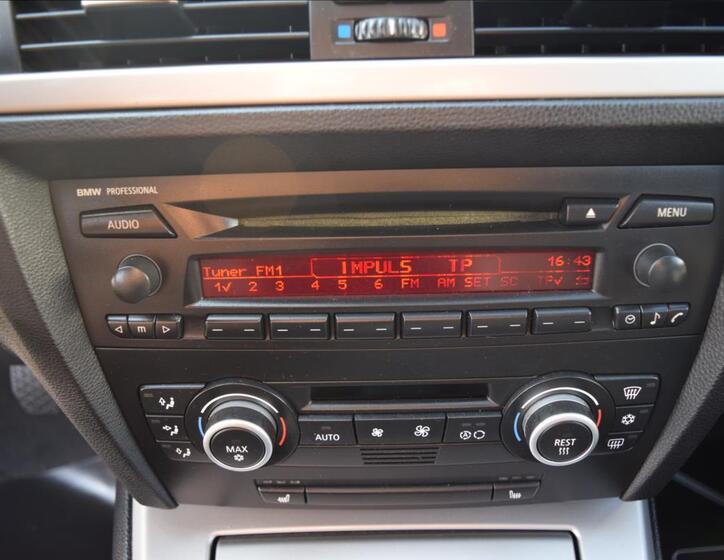 BMW PROFESSIONAL
AUDIO
MENU
Tuner FM1 IMPULS TP 16:43
1✓ 2 3 4 5 6 FM AM SET SC TP✓
m
AUTO
MAX
REST